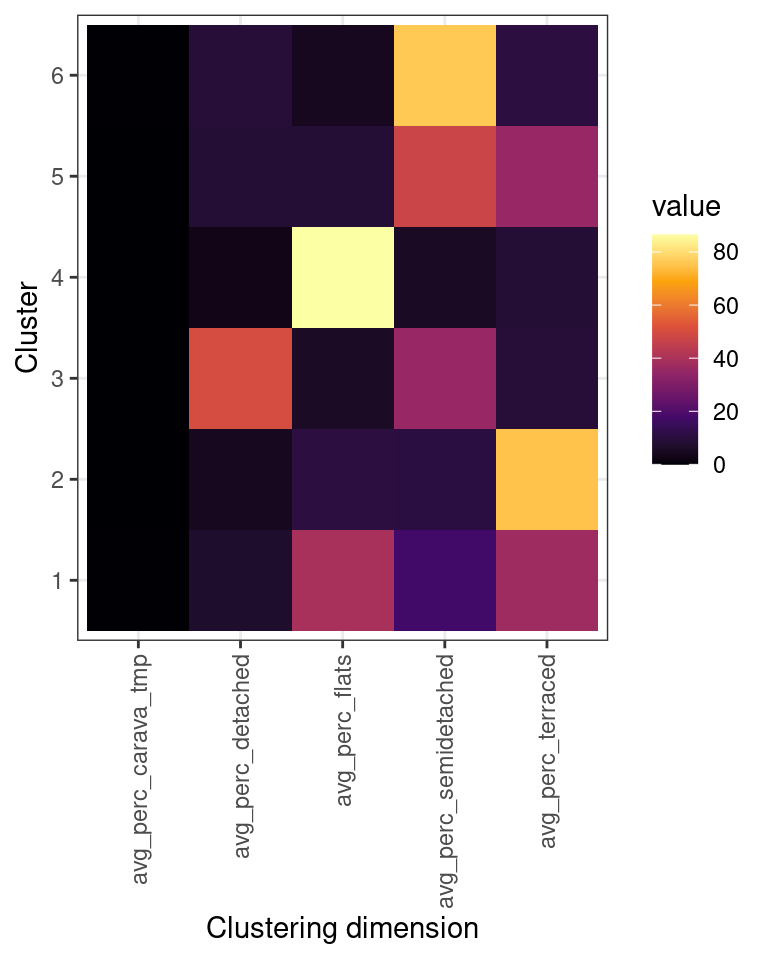 6
5
4
3
2
1
Cluster
avg_perc_carava_tmp
avg_perc_detached
avg_perc_flats
avg_perc_semidetached
avg_perc_terraced
Clustering dimension
value
80
60
40
20
0